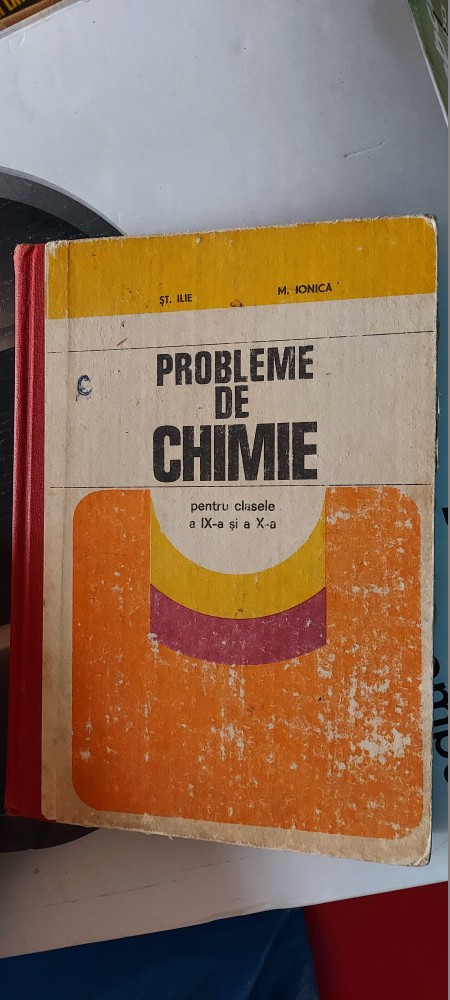 ȘT. ILIE
M. IONICĂ
PROBLEME
DE
CHIMIE
pentru clasele
a IX-a și a X-a